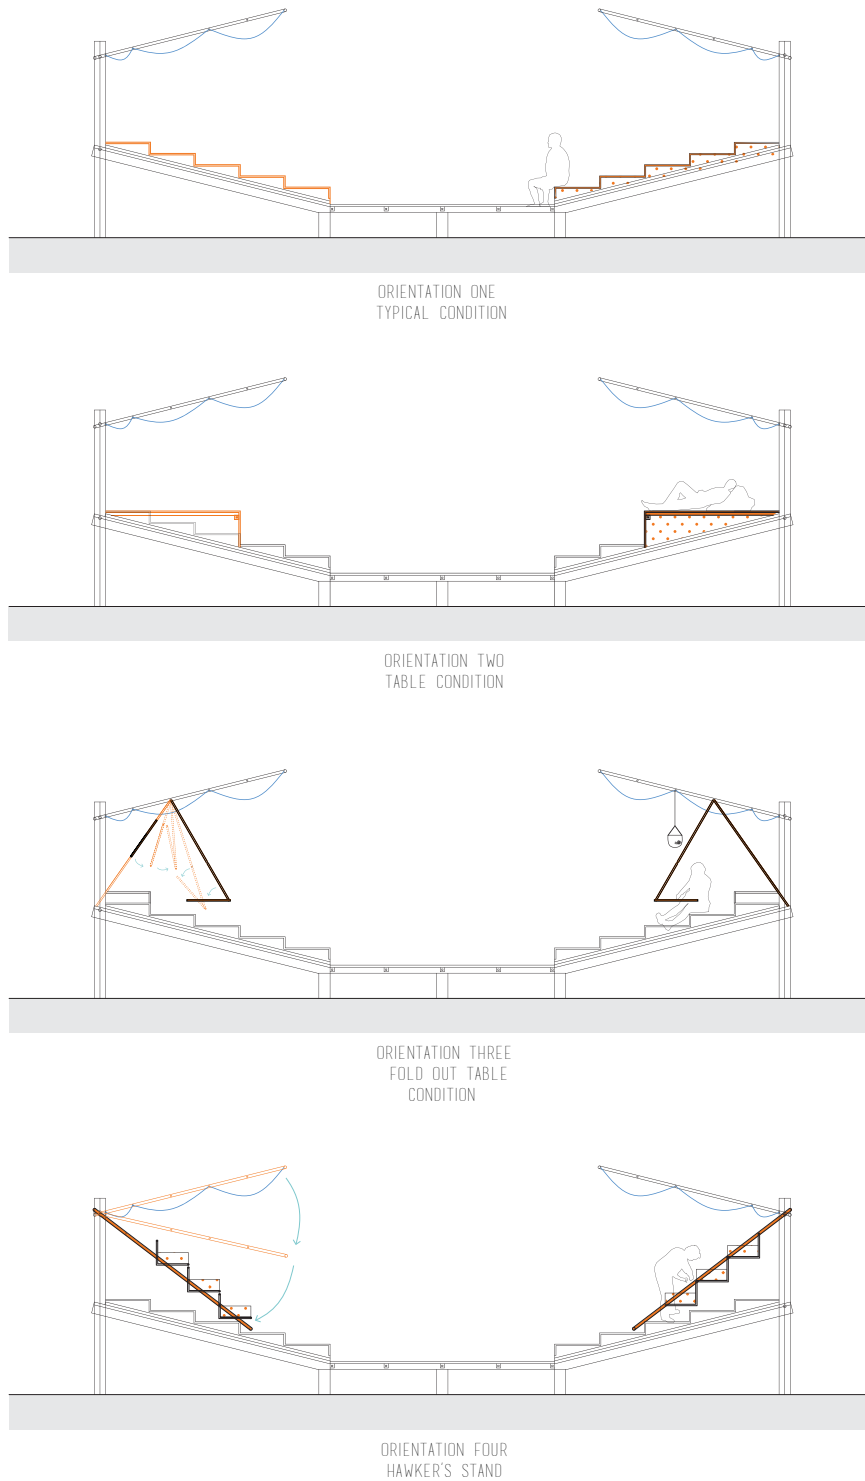 ORIENTATION ONE
TYPICAL CONDITION
ORIENTATION TWO
TABLE CONDITION
ORIENTATION THREE
FOLD OUT TABLE
CONDITION
ORIENTATION FOUR
HAWKER'S STAND